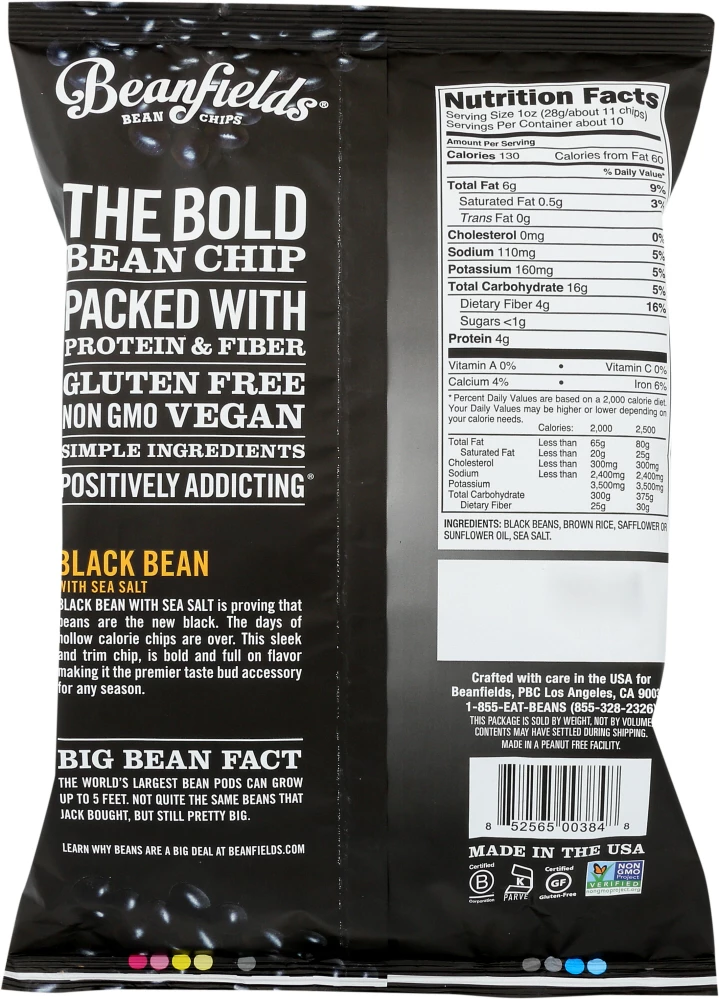 Beanfields®
BEAN CHIPS
THE BOLD
BEAN CHIP
PACKED WITH
PROTEIN & FIBER
GLUTEN FREE
NON GMO VEGAN
SIMPLE INGREDIENTS
POSITIVELY ADDICTING®
BLACK BEAN
WITH SEA SALT
BLACK BEAN WITH SEA SALT is proving that
beans are the new black. The days of
hollow calorie chips are over. This sleek
and trim chip, is bold and full on flavor
making it the premier taste bud accessory
for any season.
BIG BEAN FACT
THE WORLD'S LARGEST BEAN PODS CAN GROW
UP TO 5 FEET. NOT QUITE THE SAME BEANS THAT
JACK BOUGHT, BUT STILL PRETTY BIG.
LEARN WHY BEANS ARE A BIG DEAL AT BEANFIELDS.COM
Nutrition Facts
Serving Size 1oz (28g/about 11 chips)
Servings Per Container about 10
Amount Per Serving
Calories 130 Calories from Fat 60
% Daily Value*
Total Fat 6g 9%
Saturated Fat 0.5g 3%
Trans Fat 0g
Cholesterol 0mg 0%
Sodium 110mg 5%
Potassium 160mg 5%
Total Carbohydrate 16g 5%
Dietary Fiber 4g 16%
Sugars <1g
Protein 4g
Vitamin A 0% • Vitamin C 0%
Calcium 4% • Iron 6%
*Percent Daily Values are based on a 2,000 calorie diet.
Your Daily Values may be higher or lower depending on
your calorie needs.
Calories: 2,000 2,500
Total Fat Less than 65g 80g
Saturated Fat Less than 20g 25g
Cholesterol Less than 300mg 300mg
Sodium Less than 2,400mg 2,400mg
Potassium 3,500mg 3,500mg
Total Carbohydrate 300g 375g
Dietary Fiber 25g 30g
INGREDIENTS: BLACK BEANS, BROWN RICE, SAFFLOWER OR
SUNFLOWER OIL, SEA SALT.
Crafted with care in the USA for
Beanfields, PBC Los Angeles, CA
1-855-EAT-BEANS (855-328-2326)
THIS PACKAGE IS SOLD BY WEIGHT, NOT BY VOLUME
CONTENTS MAY HAVE SETTLED DURING SHIPPING.
MADE IN A PEANUT FREE FACILITY.
8 52565 00384 8
MADE IN THE USA
Certified
B
Corporation
K
PARVE
Certified
GF
Gluten-Free
NON
GMO
Project
VERIFIED
nongmoproject.org